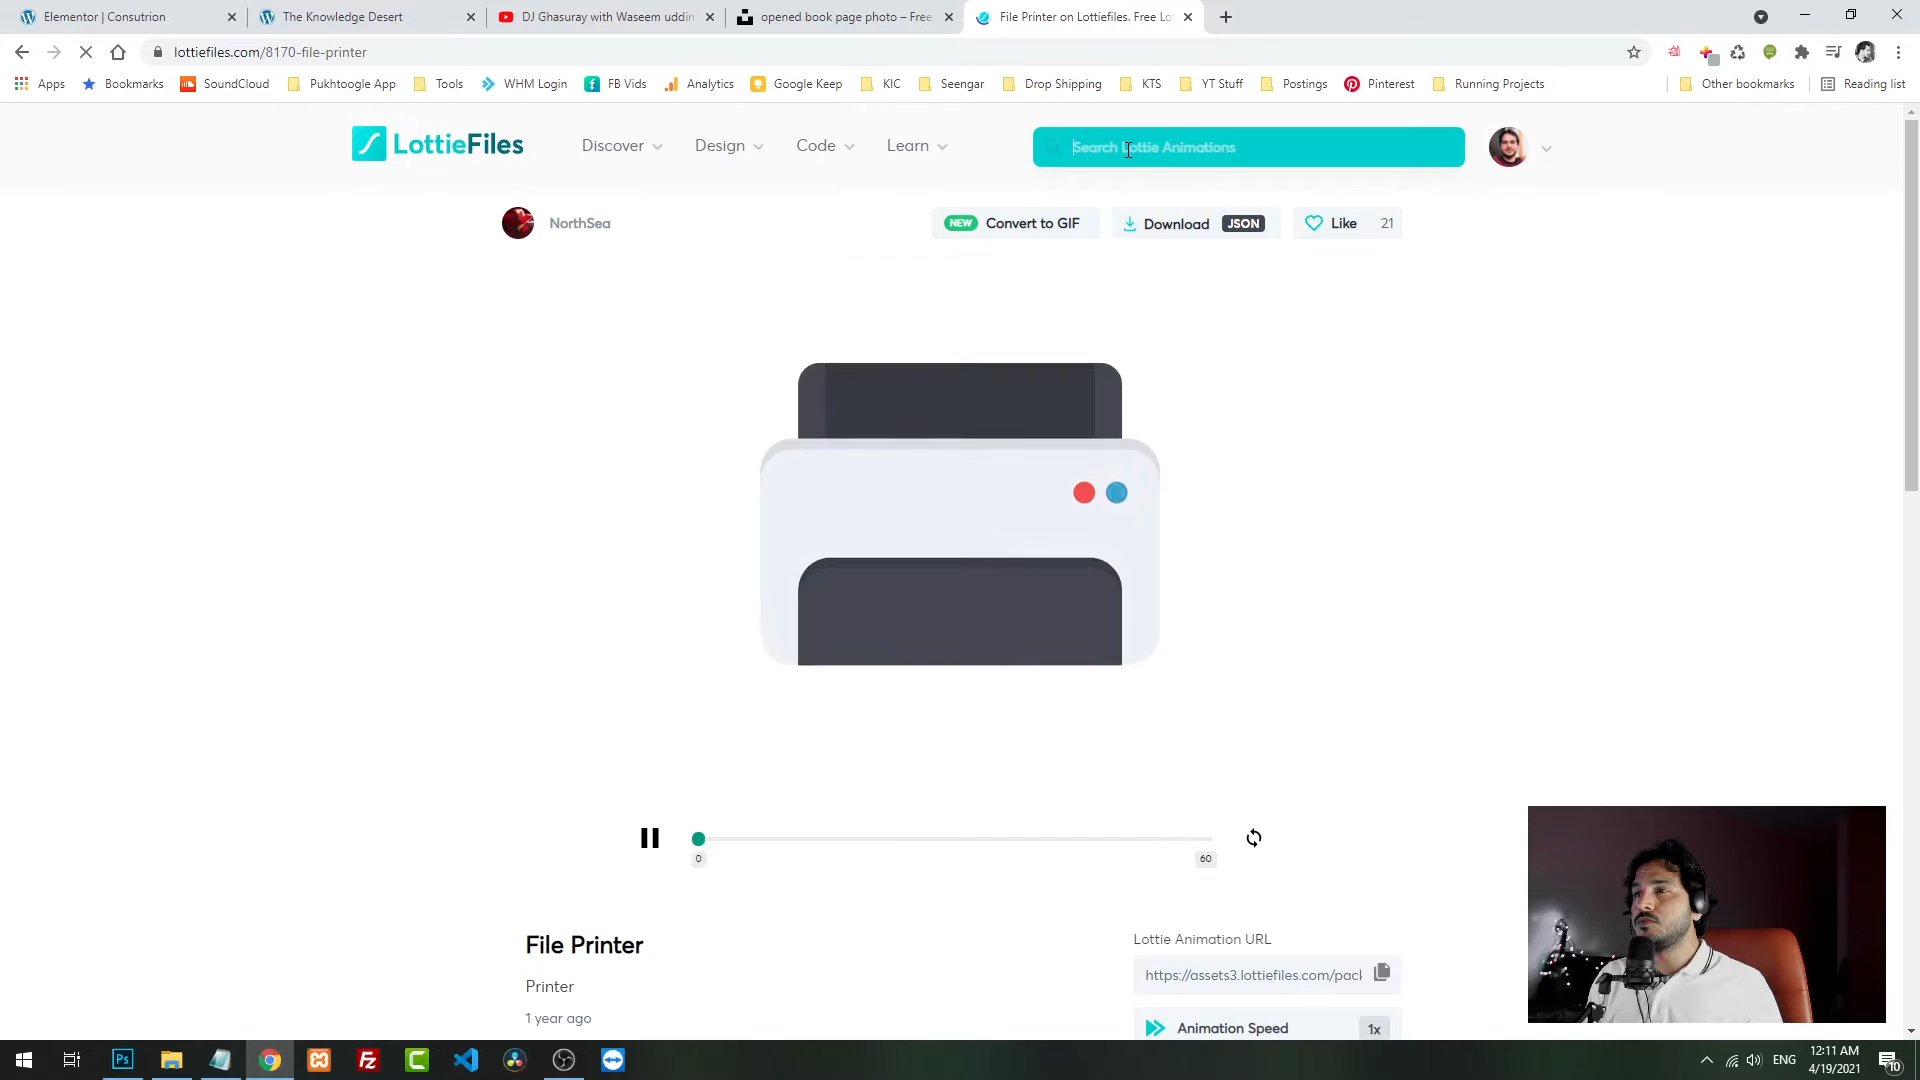 Elementor | Consutrion
The Knowledge Desert
DJ Ghasuray with Waseem uddin
opened book page photo – Free
File Printer on Lottiefiles. Free Lo
lottiefiles.com/8170-file-printer
Apps
Bookmarks
SoundCloud
Pukhtoogle App
Tools
WHM Login
FB Vids
Analytics
Google Keep
KIC
Seengar
Drop Shipping
KTS
YT Stuff
Postings
Pinterest
Running Projects
Other bookmarks
Reading list
LottieFiles
Discover
Design
Code
Learn
Search Lottie Animations
NorthSea
NEW Convert to GIF
Download JSON
Like 21
0
60
File Printer
Printer
1 year ago
Lottie Animation URL
https://assets3.lottiefiles.com/pack
Animation Speed 1x
Ps
ENG
12:11 AM
4/19/2021
10